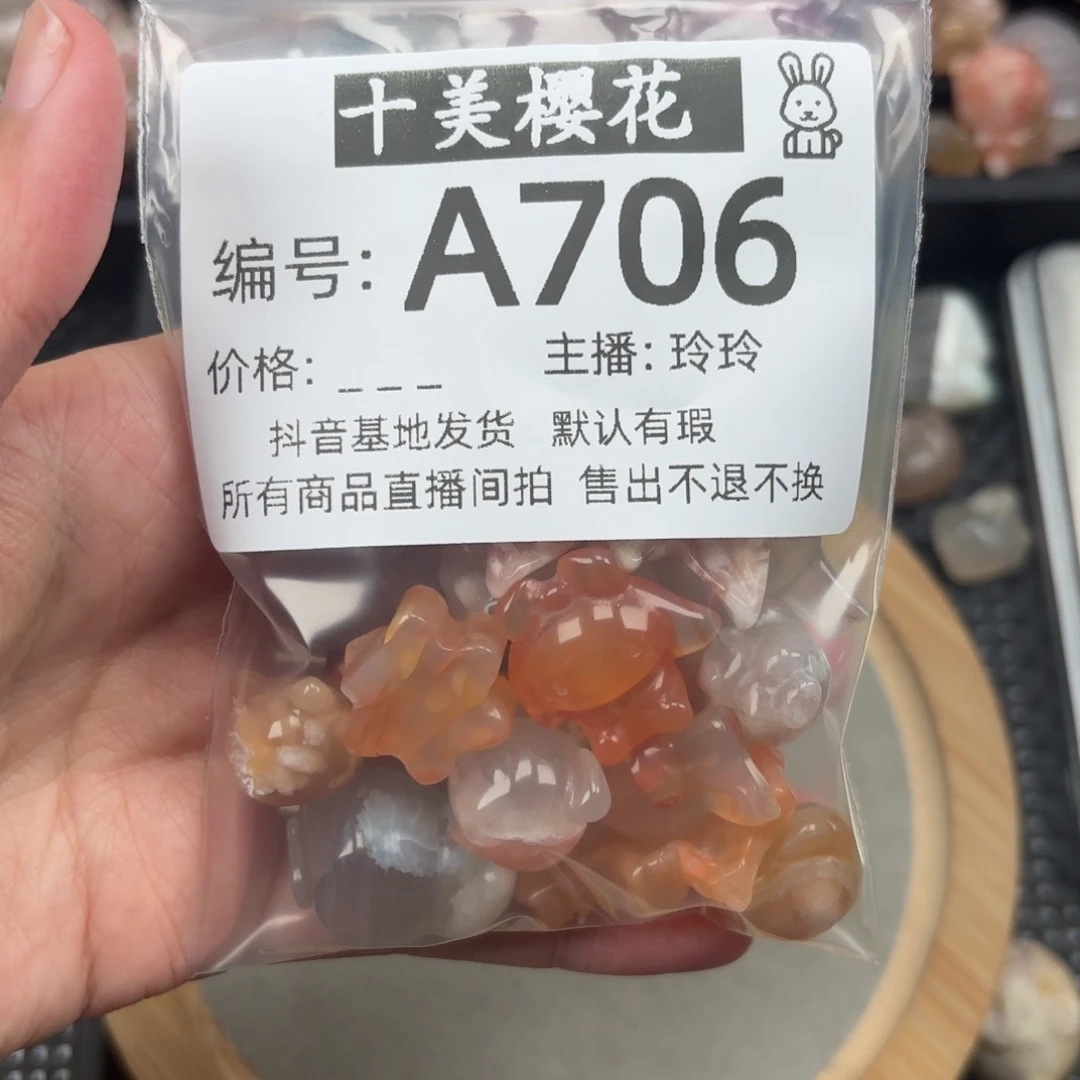 十美樱花
编号: A706
价格: _ _ _ 主播: 玲玲
抖音基地发货 默认有瑕
所有商品直播间拍 售出不退不换